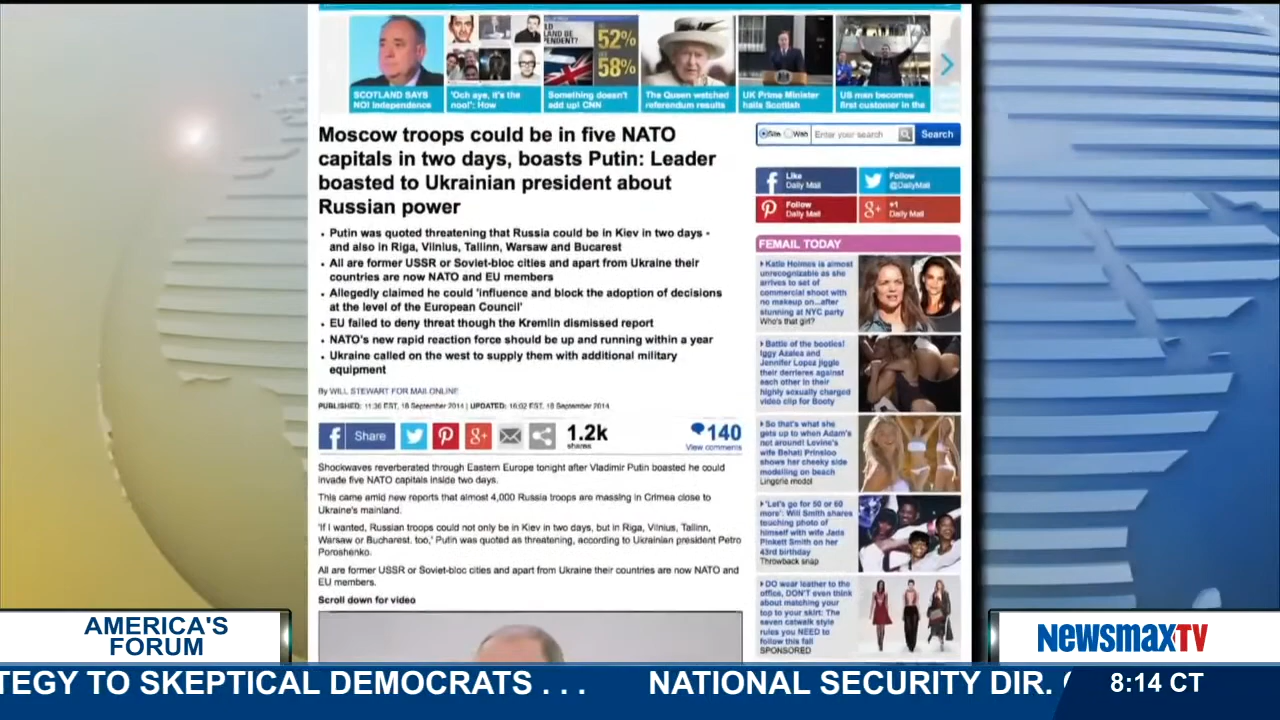 LD
LAND BE
PENDENT?
52%
58%
SCOTLAND SAYS
NO! Independence
'Och aye, it's the
noo!': How
Something doesn't
add up! CNN
The Queen watched
referendum results
UK Prime Minister
hails Scottish
US man becomes
first customer in the
Moscow troops could be in five NATO
capitals in two days, boasts Putin: Leader
boasted to Ukrainian president about
Russian power
• Putin was quoted threatening that Russia could be in Kiev in two days -
and also in Riga, Vilnius, Tallinn, Warsaw and Bucarest
• All are former USSR or Soviet-bloc cities and apart from Ukraine their
countries are now NATO and EU members
• Allegedly claimed he could 'influence and block the adoption of decisions
at the level of the European Council'
• EU failed to deny threat though the Kremlin dismissed report
• NATO's new rapid reaction force should be up and running within a year
• Ukraine called on the west to supply them with additional military
equipment
By WILL STEWART FOR MAILONLINE
PUBLISHED: 11:36 EST, 18 September 2014 | UPDATED: 16:02 EST, 18 September 2014
Share
1.2k
shares
140
View comments
Shockwaves reverberated through Eastern Europe tonight after Vladimir Putin boasted he could
invade five NATO capitals inside two days.
This came amid new reports that almost 4,000 Russia troops are massing in Crimea close to
Ukraine's mainland.
'If I wanted, Russian troops could not only be in Kiev in two days, but in Riga, Vilnius, Tallinn,
Warsaw or Bucharest, too,' Putin was quoted as threatening, according to Ukrainian president Petro
Poroshenko.
All are former USSR or Soviet-bloc cities and apart from Ukraine their countries are now NATO and
EU members.
Scroll down for video
Site Web Enter your search Search
Like
Daily Mail
Follow
@DailyMail
Follow
Daily Mail
+1
Daily Mail
FEMAIL TODAY
Katie Holmes is almost
unrecognizable as she
arrives to set of
commercial shoot with
no makeup on...after
stunning at NYC party
Who's that girl?
Battle of the booties!
Iggy Azalea and
Jennifer Lopez jiggle
their derrieres against
each other in their
highly sexually charged
video clip for Booty
So that's what she
gets up to when Adam's
not around! Levine's
wife Behati Prinsloo
shows her cheeky side
modelling on beach
Lingerie model
'Let's go for 50 or 60
more': Will Smith shares
touching photo of
himself with wife Jada
Pinkett Smith on her
43rd birthday
Throwback snap
DO wear leather to the
office, DON'T even think
about matching your
top to your skirt: The
seven catwalk style
rules you NEED to
follow this fall
SPONSORED
AMERICA'S
FORUM
NEWSMAXTV
TEGY TO SKEPTICAL DEMOCRATS . . . NATIONAL SECURITY DIR.
8:14 CT